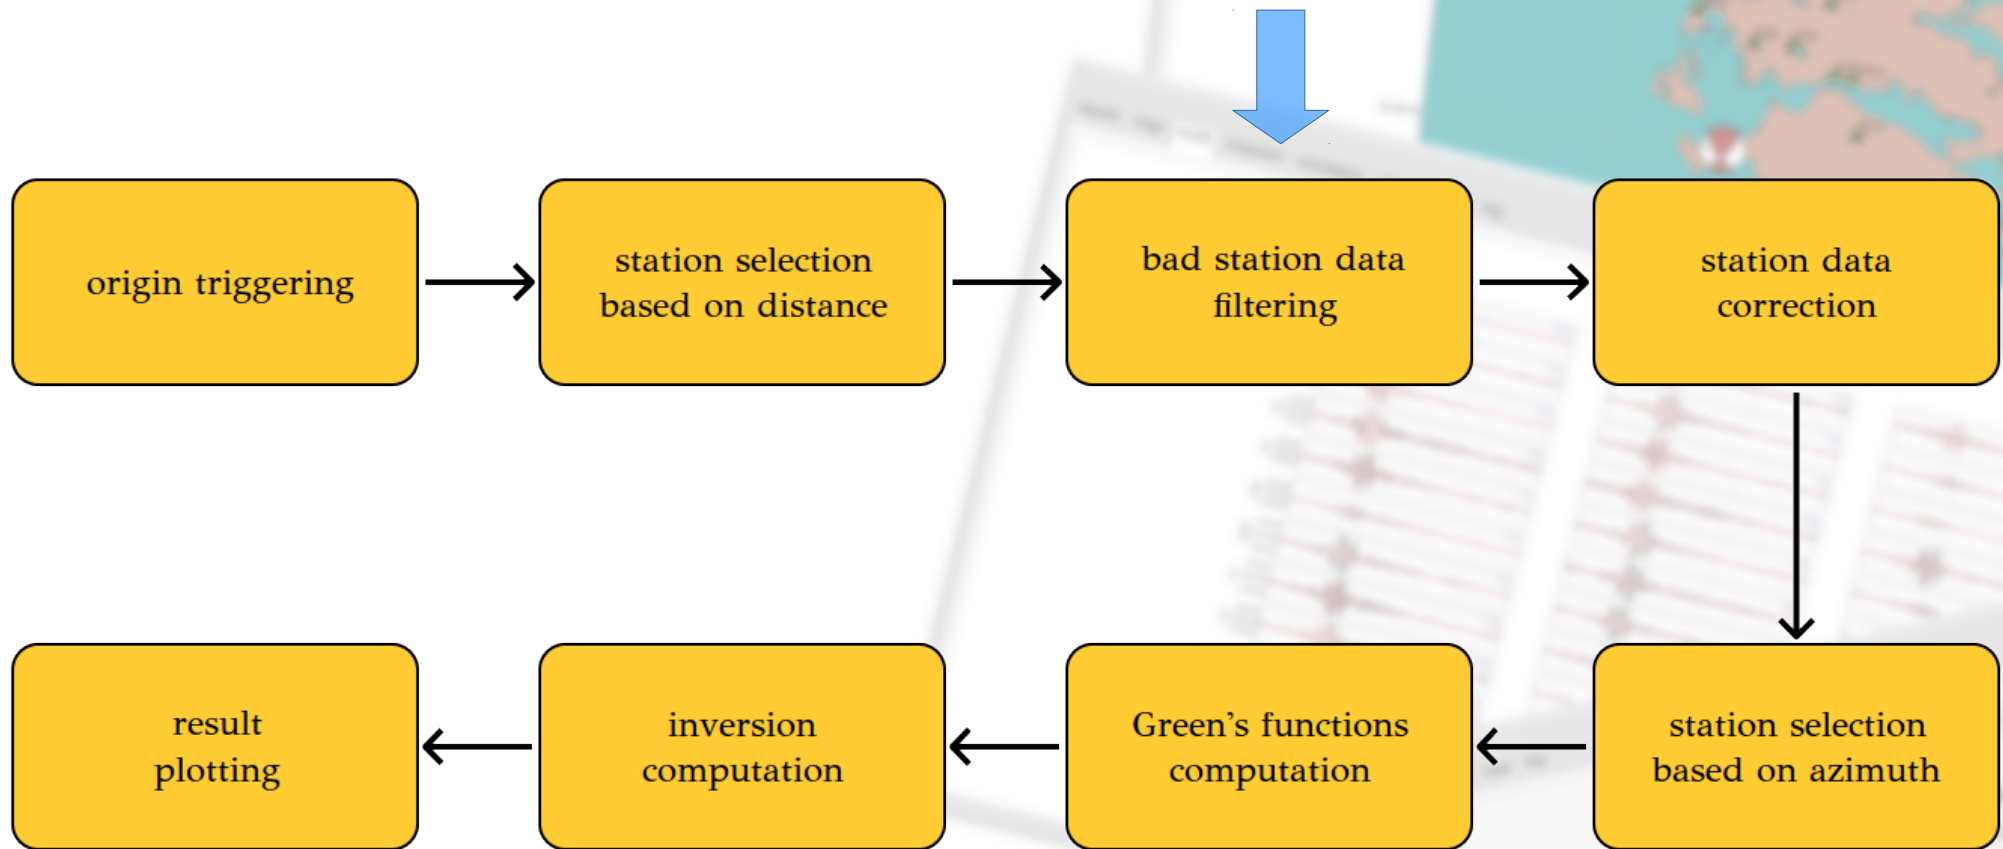 origin triggering
station selection
based on distance
bad station data
filtering
station data
correction
station selection
based on azimuth
Green's functions
computation
inversion
computation
result
plotting